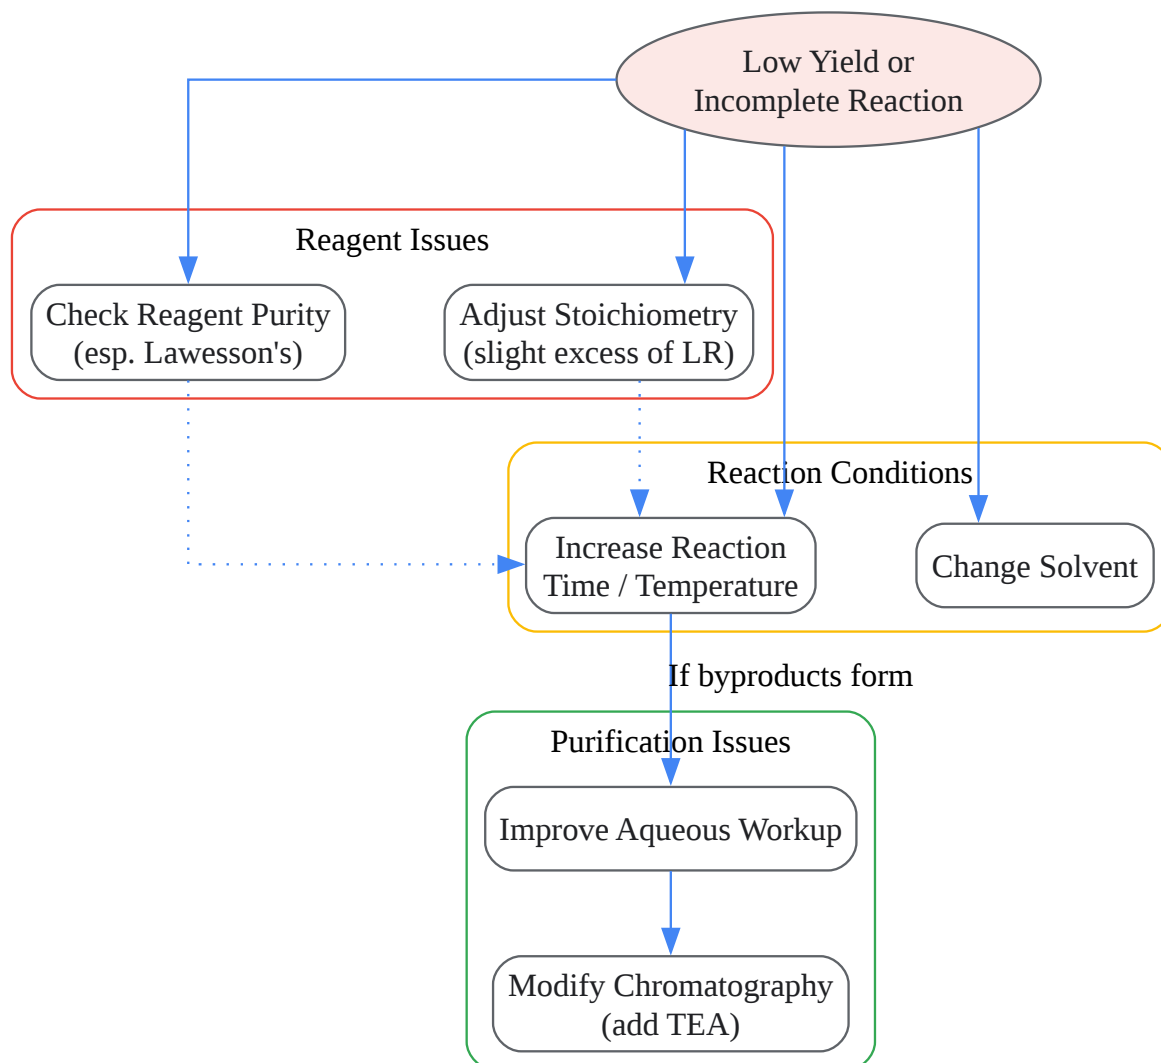 Low Yield or
Incomplete Reaction
Reagent Issues
Check Reagent Purity
(esp. Lawesson's)
Adjust Stoichiometry
(slight excess of LR)
Reaction Conditions
Increase Reaction
Time / Temperature
Change Solvent
If byproducts form
Purification Issues
Improve Aqueous Workup
Modify Chromatography
(add TEA)